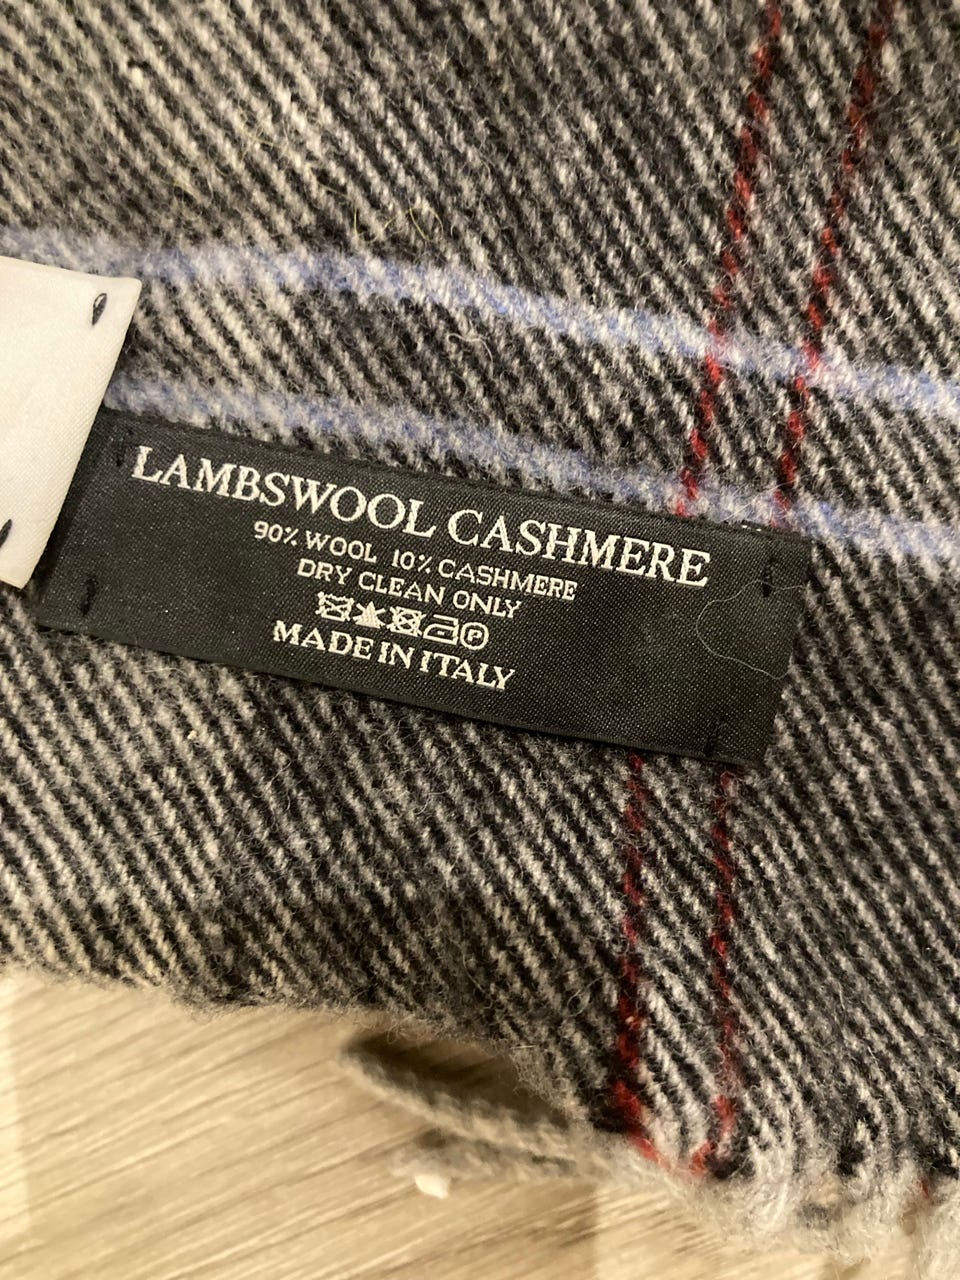 LAMBSWOOL CASHMERE
90% WOOL 10% CASHMERE
DRY CLEAN ONLY
P
MADE IN ITALY